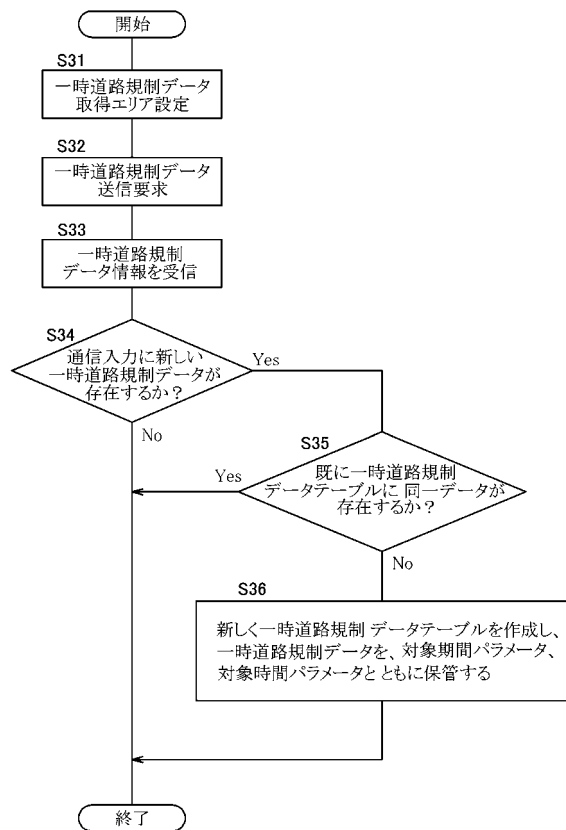 開始
S31
一時道路規制データ
取得エリア設定
S32
一時道路規制データ
送信要求
S33
一時道路規制
データ情報を受信
S34
通信入力に新しい
一時道路規制データが
存在するか？
Yes
No
S35
既に一時道路規制
データテーブルに 同一データが
存在するか？
Yes
No
S36
新しく一時道路規制 データテーブルを作成し、
一時道路規制データを、対象期間パラメータ、
対象時間パラメータと ともに保管する
終了